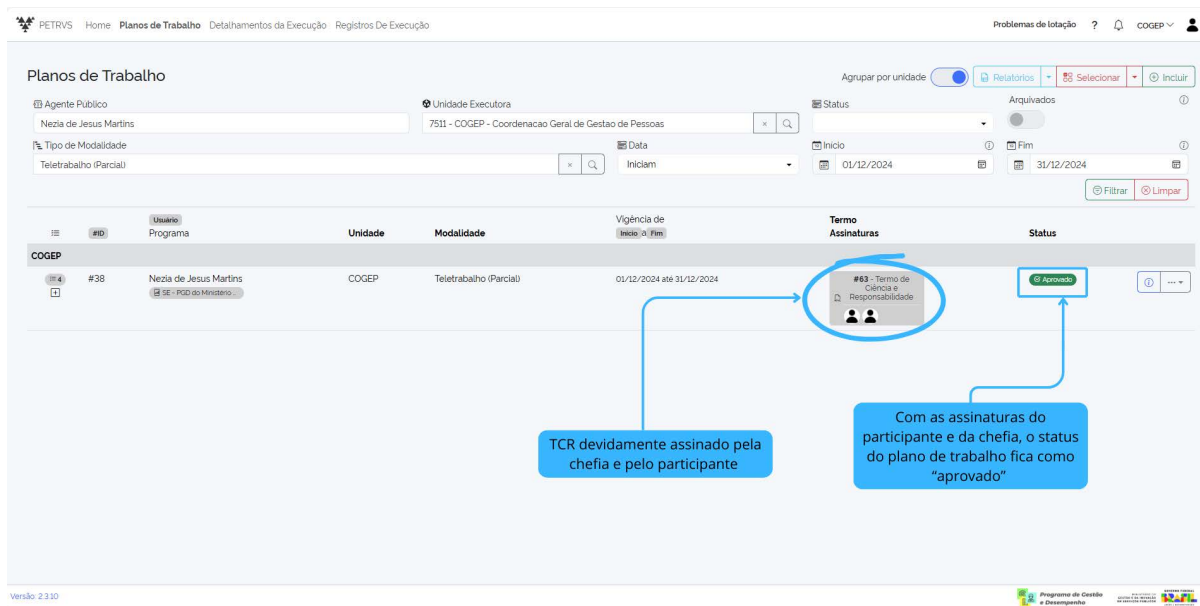 PETRVS Home Planos de Trabalho Detalhamentos da Execução Registros De Execução Problemas de lotação ? COGEP
Planos de Trabalho
Agrupar por unidade Relatórios Selecionar Incluir
Agente Público Unidade Executora Status Arquivados
Nezia de Jesus Martins 7511 - COGEP - Coordenacao Geral de Gestao de Pessoas ×
Tipo de Modalidade Data Início Fim
Teletrabalho (Parcial) × Iniciam 01/12/2024 31/12/2024
Filtrar Limpar
#ID Usuário Programa Unidade Modalidade Vigência de Início a Fim Termo Assinaturas Status
COGEP
4 #38 Nezia de Jesus Martins COGEP Teletrabalho (Parcial) 01/12/2024 até 31/12/2024 #63 - Termo de Aprovado
SE - PGD do Ministério ... Ciência e
Responsabilidade
TCR devidamente assinado pela
chefia e pelo participante
Com as assinaturas do
participante e da chefia, o status
do plano de trabalho fica como
“aprovado”
Versão: 2.3.10
Programa de Gestão
e Desempenho